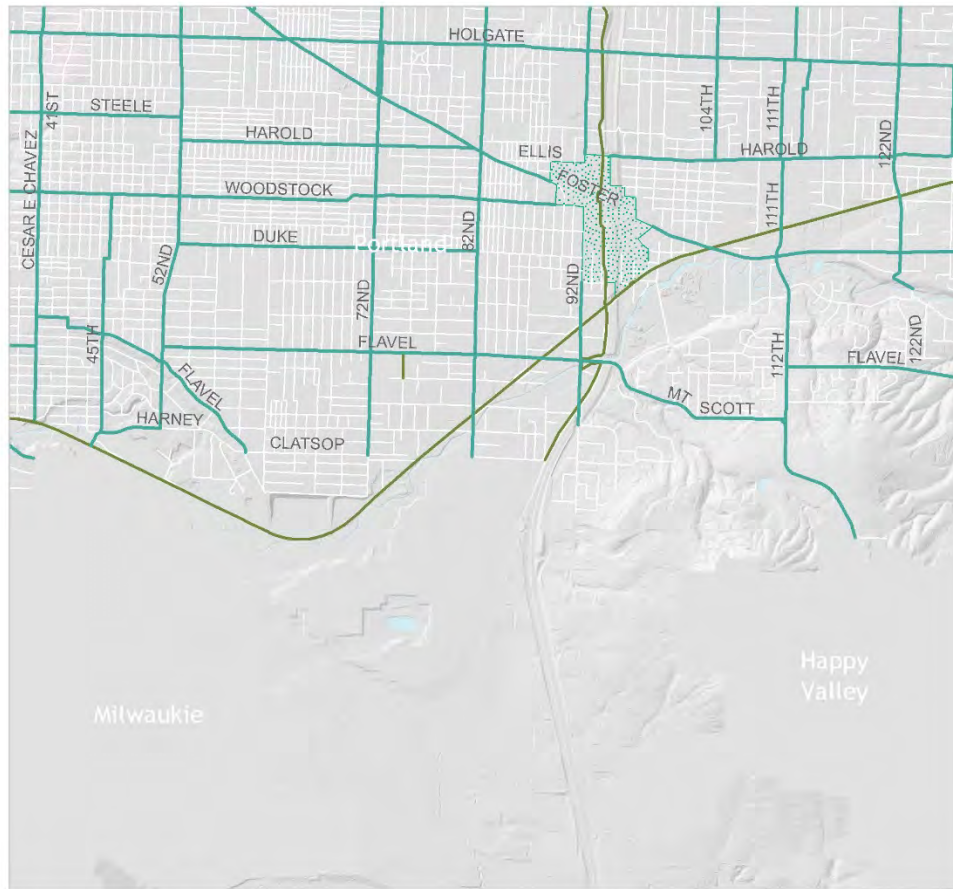 HOLGATE
STEELE
41ST
104TH
111TH
122ND
CESAR E CHAVEZ
HAROLD
ELLIS
HAROLD
FOSTER
WOODSTOCK
111TH
DUKE
Portland
82ND
52ND
72ND
92ND
45TH
FLAVEL
112TH
122ND
FLAVEL
FLAVEL
MT
SCOTT
HARNEY
CLATSOP
Happy
Valley
Milwaukie